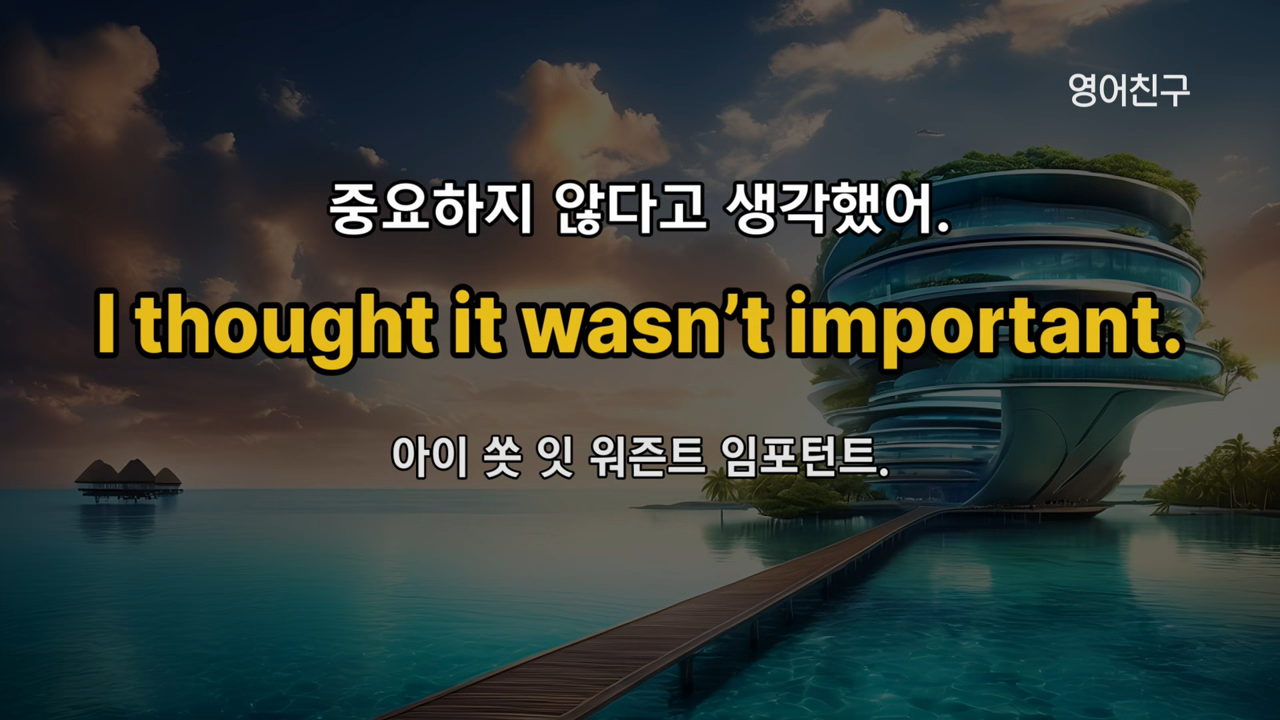 영어친구
중요하지 않다고 생각했어.
I thought it wasn’t important.
아이 쏫 잇 워즌트 임포턴트.